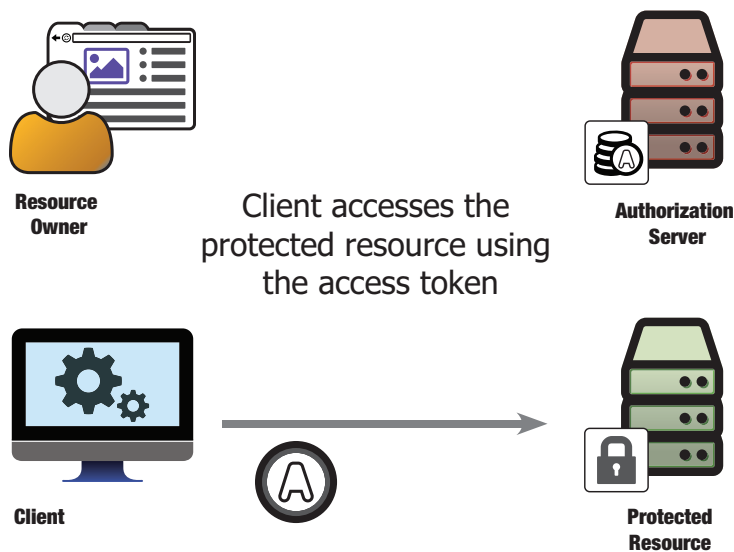 Resource
Owner
Authorization
Server
Client accesses the
protected resource using
the access token
A
A
Client
Protected
Resource